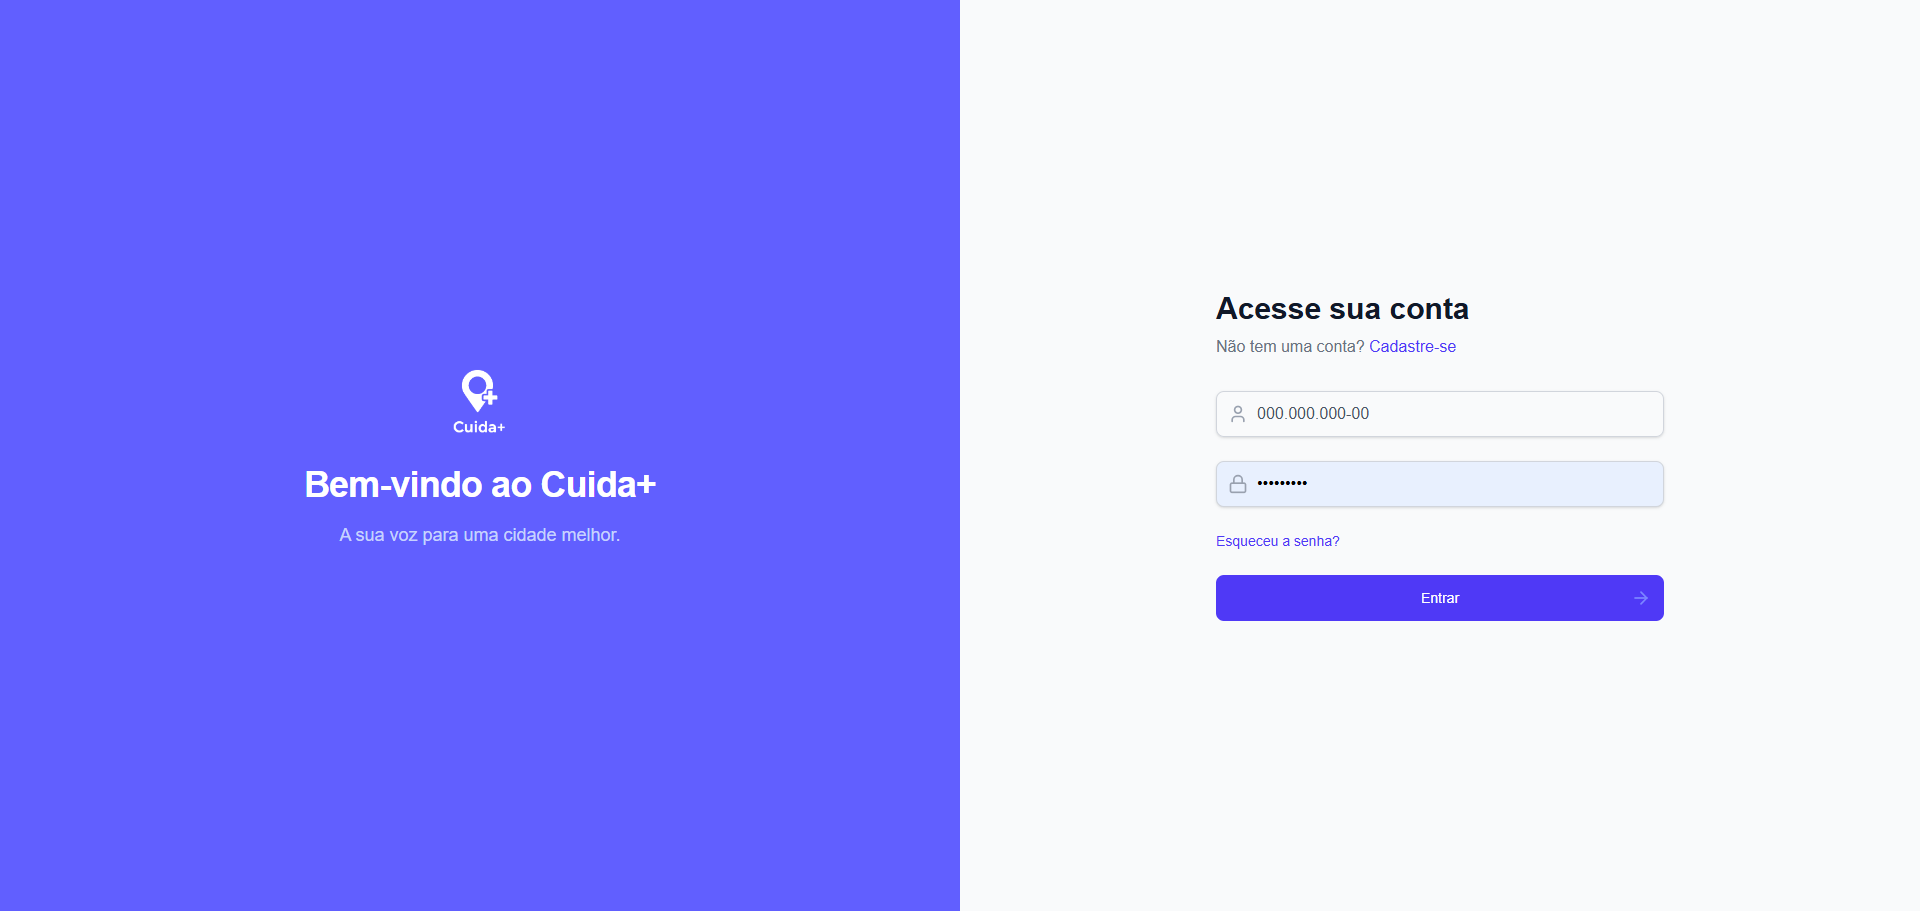 Cuida+
Bem-vindo ao Cuida+
A sua voz para uma cidade melhor.
Acesse sua conta
Não tem uma conta? Cadastre-se
000.000.000-00
•••••••••
Esqueceu a senha?
Entrar